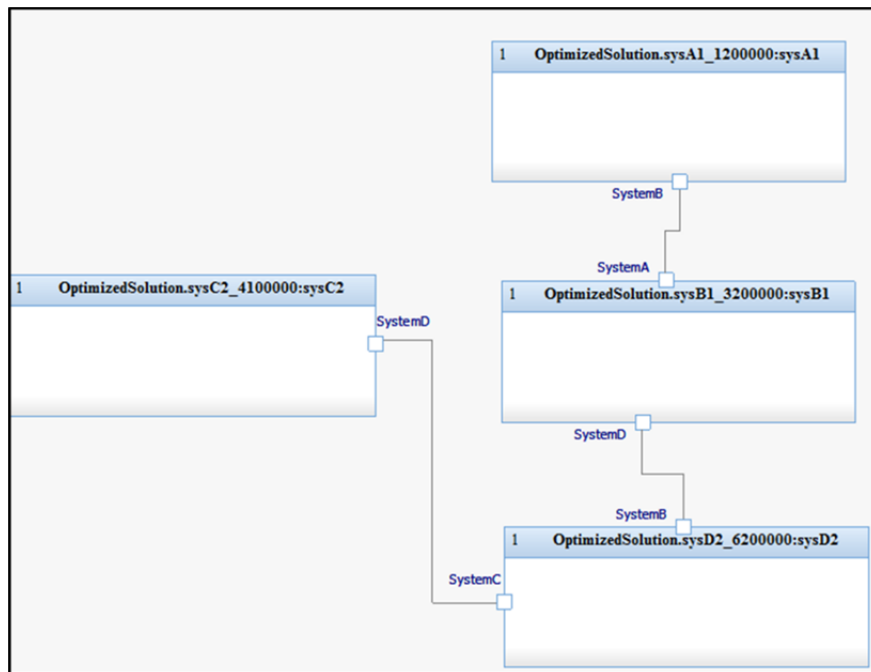 1 OptimizedSolution.sysA1_1200000:sysA1
SystemB
SystemA
1 OptimizedSolution.sysC2_4100000:sysC2
1 OptimizedSolution.sysB1_3200000:sysB1
SystemD
SystemD
SystemB
1 OptimizedSolution.sysD2_6200000:sysD2
SystemC